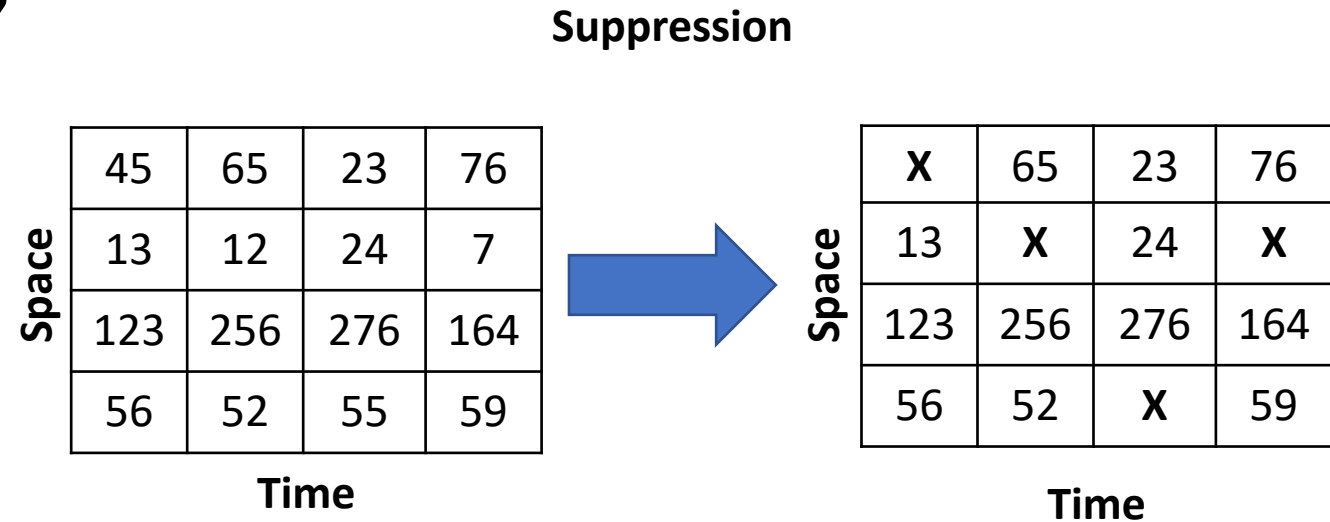 Suppression
45 65 23 76
13 12 24 7
123 256 276 164
56 52 55 59
Space
Time
X 65 23 76
13 X 24 X
123 256 276 164
56 52 X 59
Space
Time